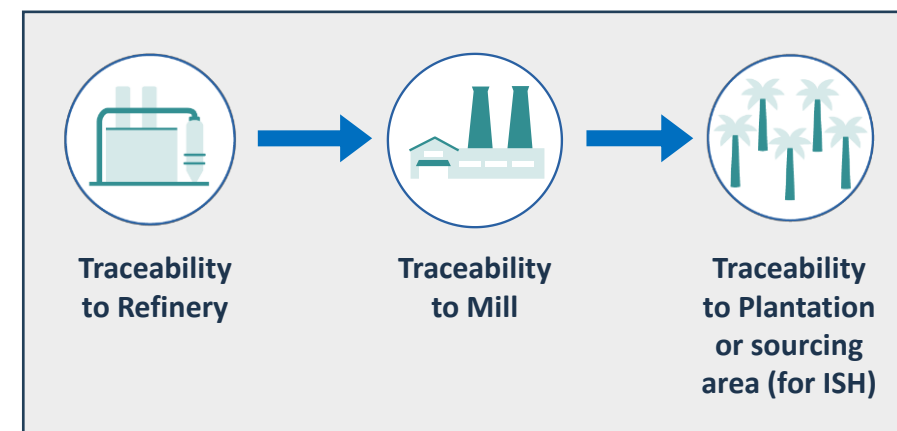 Traceability
to Refinery
Traceability
to Mill
Traceability
to Plantation
or sourcing
area (for ISH)